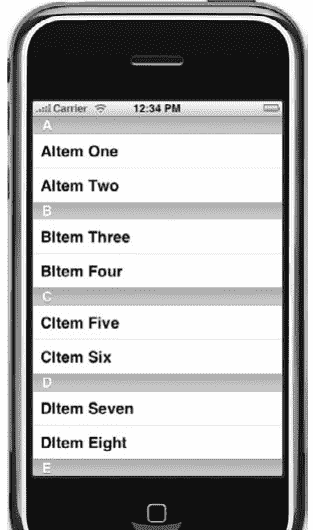 Carrier 12:34 PM
A
AItem One
AItem Two
B
BItem Three
BItem Four
C
CItem Five
CItem Six
D
DItem Seven
DItem Eight
E